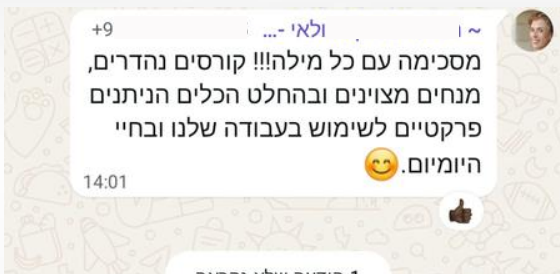 ~ ולאי -... +9
מסכימה עם כל מילה!!! קורסים נהדרים,
מנחים מצוינים ובהחלט הכלים הניתנים
פרקטיים לשימוש בעבודה שלנו ובחיי
היומיום.😊
14:01